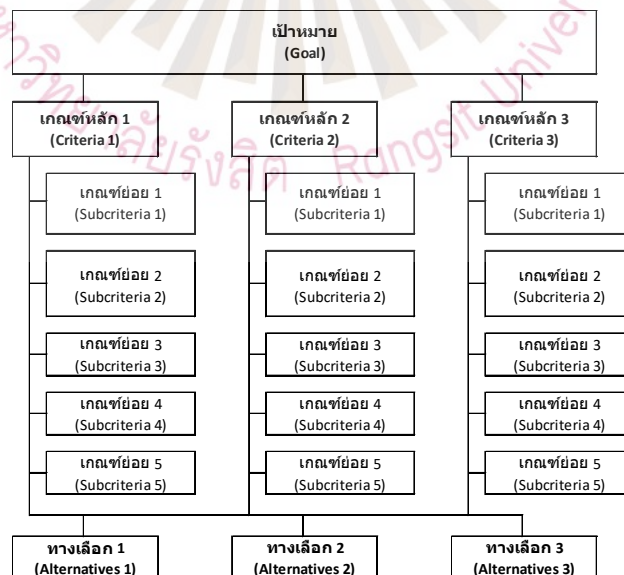 เป้าหมาย
(Goal)
เกณฑ์หลัก 1
(Criteria 1)
เกณฑ์หลัก 2
(Criteria 2)
เกณฑ์หลัก 3
(Criteria 3)
เกณฑ์ย่อย 1
(Subcriteria 1)
เกณฑ์ย่อย 1
(Subcriteria 1)
เกณฑ์ย่อย 1
(Subcriteria 1)
เกณฑ์ย่อย 2
(Subcriteria 2)
เกณฑ์ย่อย 2
(Subcriteria 2)
เกณฑ์ย่อย 2
(Subcriteria 2)
เกณฑ์ย่อย 3
(Subcriteria 3)
เกณฑ์ย่อย 3
(Subcriteria 3)
เกณฑ์ย่อย 3
(Subcriteria 3)
เกณฑ์ย่อย 4
(Subcriteria 4)
เกณฑ์ย่อย 4
(Subcriteria 4)
เกณฑ์ย่อย 4
(Subcriteria 4)
เกณฑ์ย่อย 5
(Subcriteria 5)
เกณฑ์ย่อย 5
(Subcriteria 5)
เกณฑ์ย่อย 5
(Subcriteria 5)
ทางเลือก 1
(Alternatives 1)
ทางเลือก 2
(Alternatives 2)
ทางเลือก 3
(Alternatives 3)
Rangsit